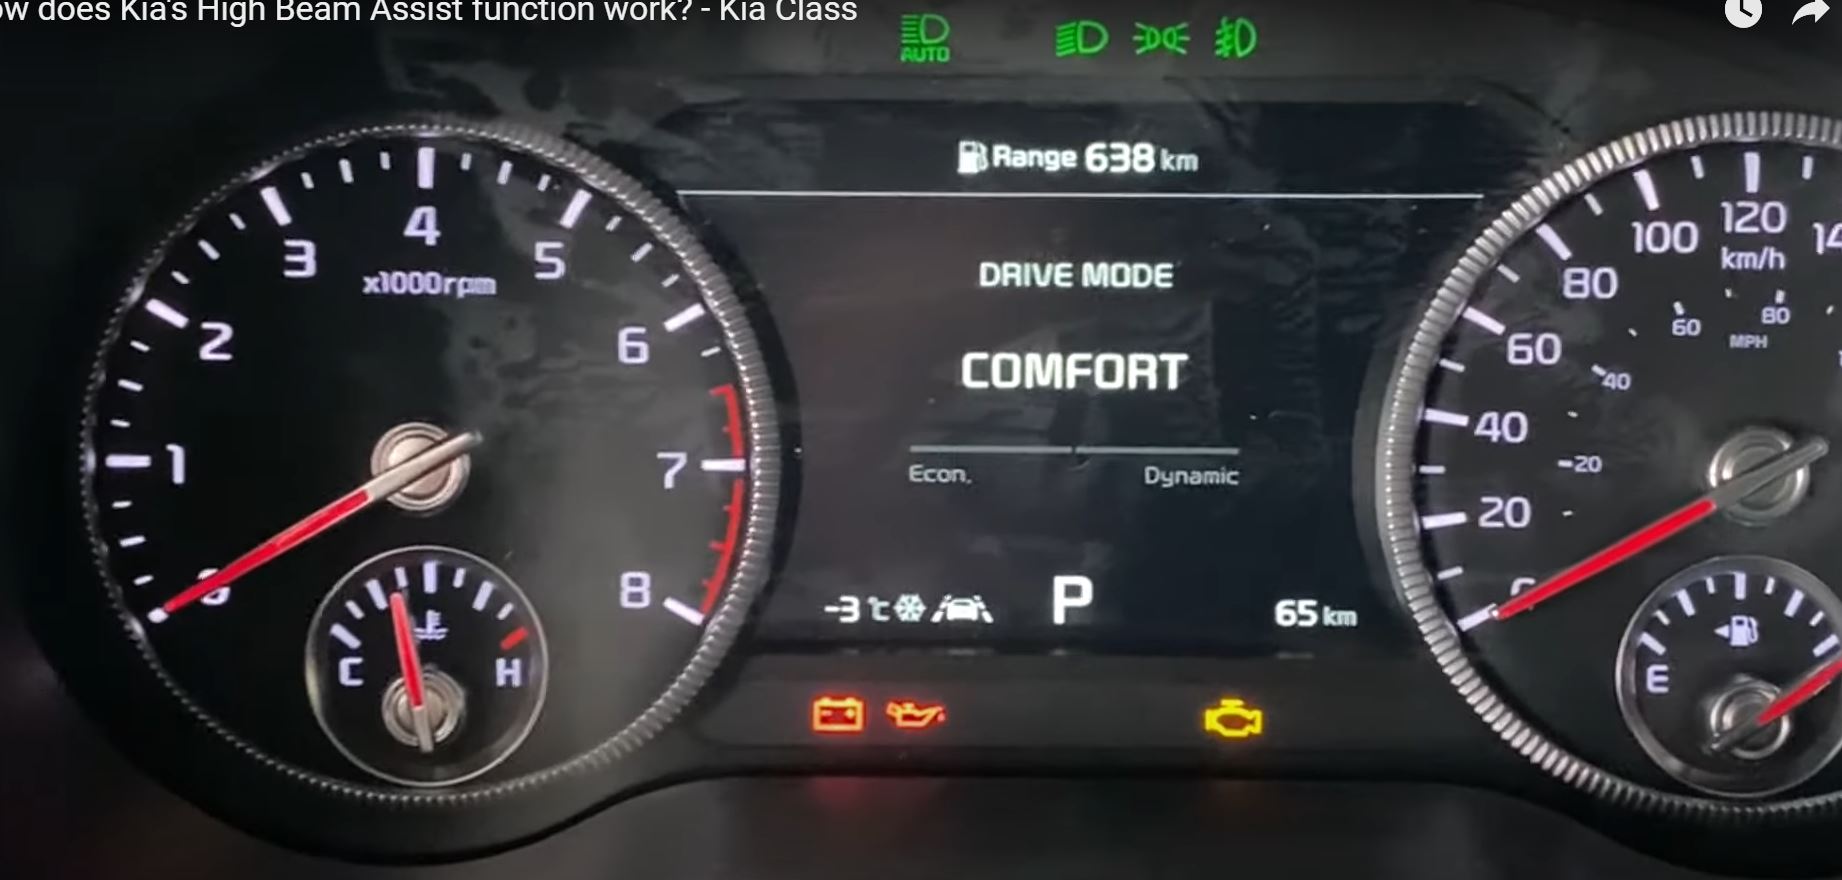 ow does Kia's High Beam Assist function work? - Kia Class
AUTO
Range 638 km
DRIVE MODE
COMFORT
Econ. Dynamic
-3 °C P 65 km
0
1
2
3
4
5
6
7
8
x1000rpm
C H
20
40
60
80
100
120
14
km/h
20
40
60
80
MPH
E